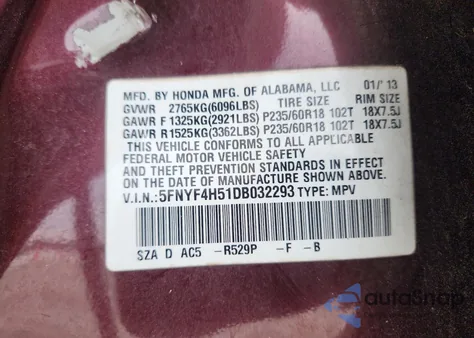 MFD. BY HONDA MFG. OF ALABAMA, LLC 01/'13
GVWR 2765KG(6096LBS) TIRE SIZE RIM SIZE
GAWR F 1325KG(2921LBS) P235/60R18 102T 18X7.5J
GAWR R1525KG(3362LBS) P235/60R18 102T 18X7.5J
THIS VEHICLE CONFORMS TO ALL APPLICABLE
FEDERAL MOTOR VEHICLE SAFETY
AND THEFT PREVENTION STANDARDS IN EFFECT
ON THE DATE OF MANUFACTURE SHOWN ABOVE.
V.I.N.:5FNYF4H51DB032293 TYPE: MPV
SZA D AC5 -R529P -F -B
autoSnap